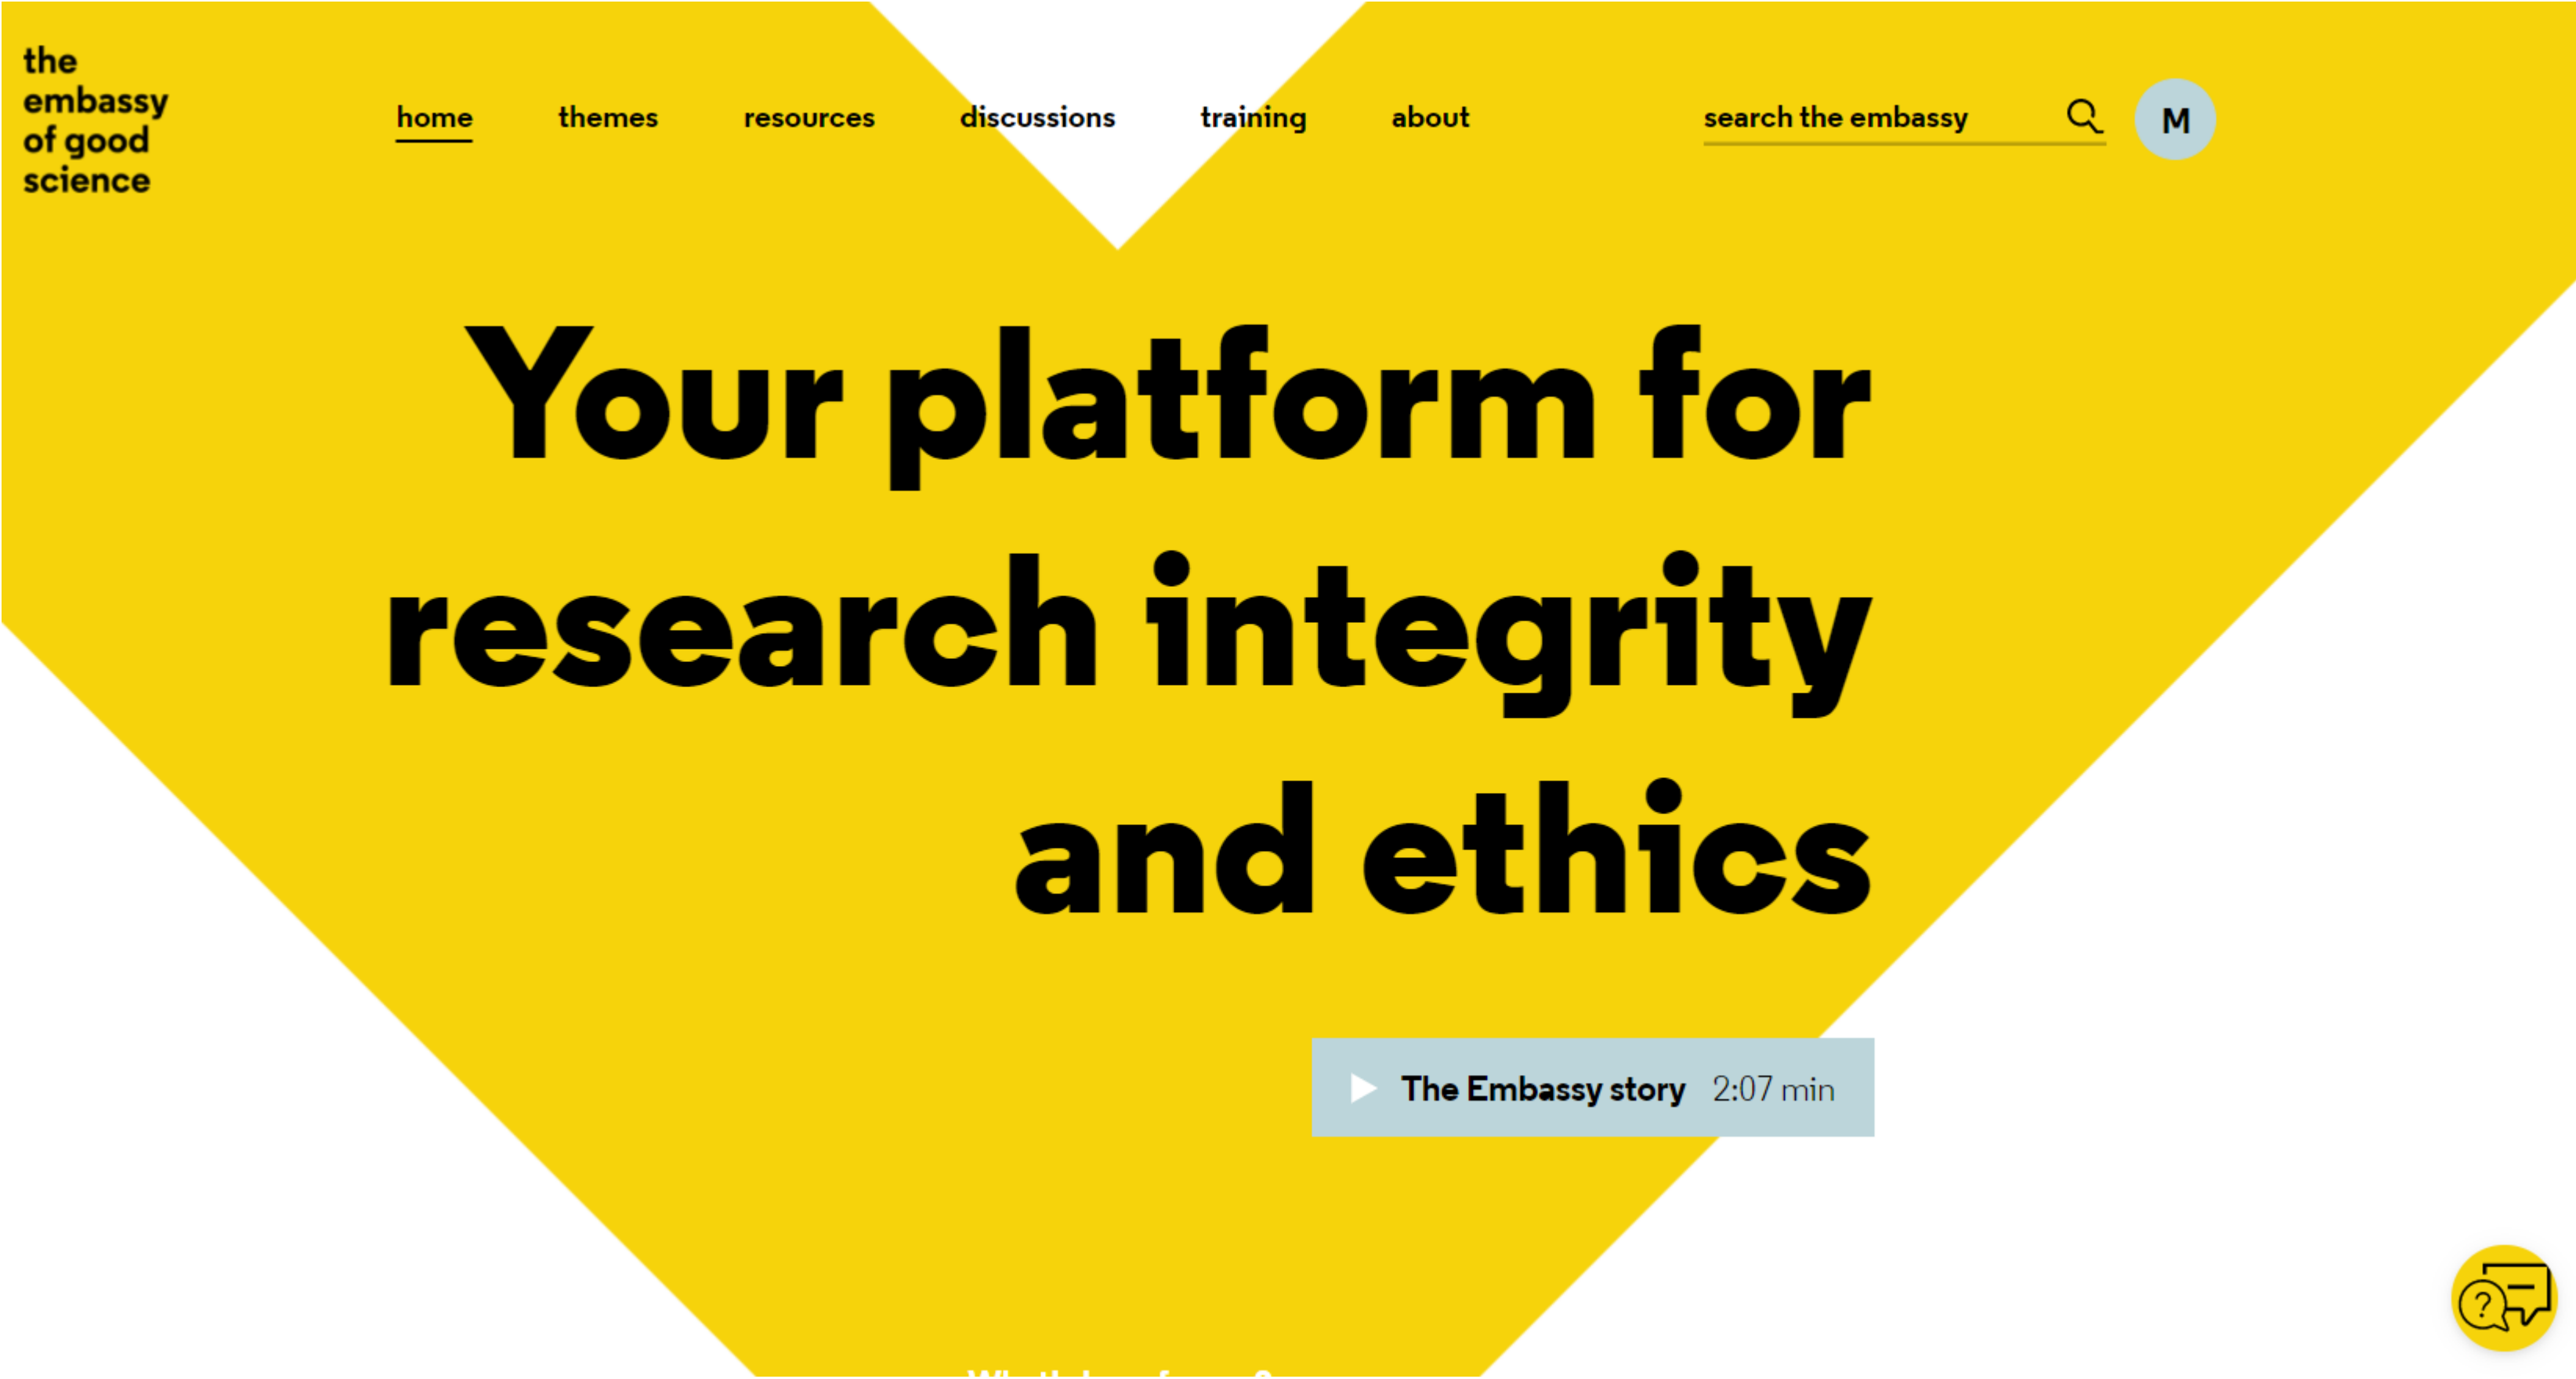 the
embassy
of good
science
home themes resources discussions training about search the embassy M
Your platform for
research integrity
and ethics
The Embassy story 2:07 min
?